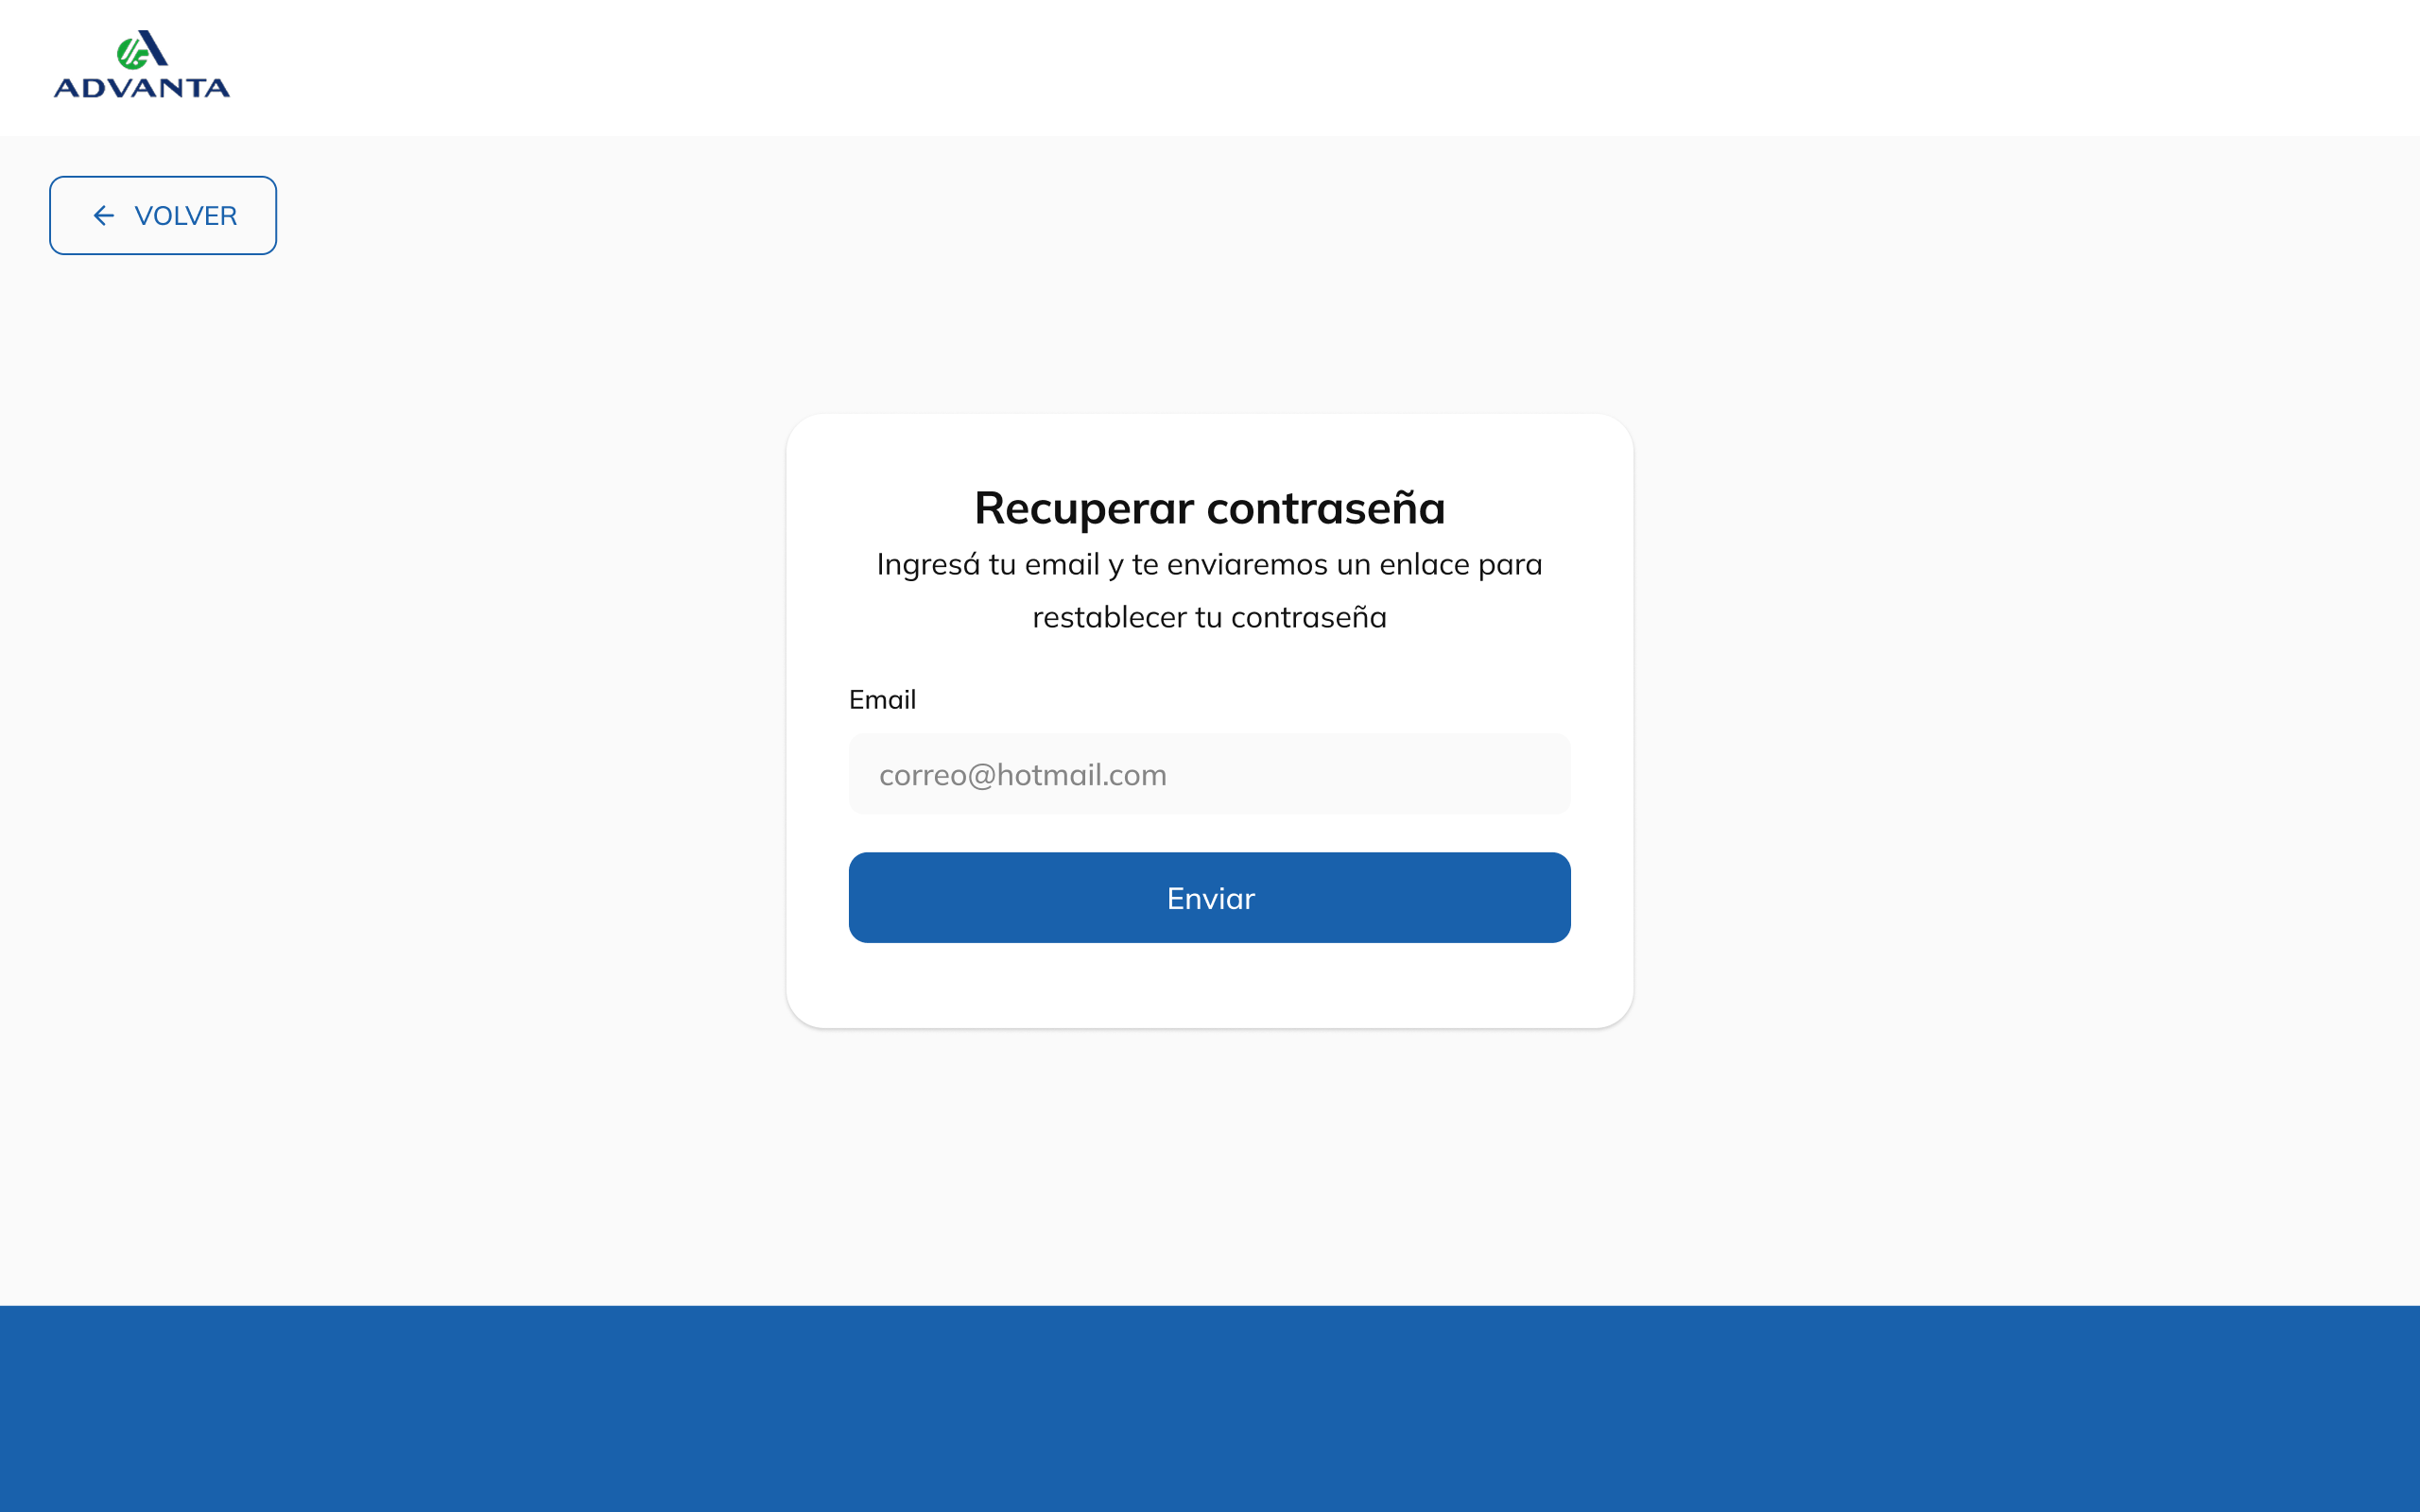 ADVANTA
VOLVER
Recuperar contraseña
Ingresá tu email y te enviaremos un enlace para
restablecer tu contraseña
Email
correo@hotmail.com
Enviar